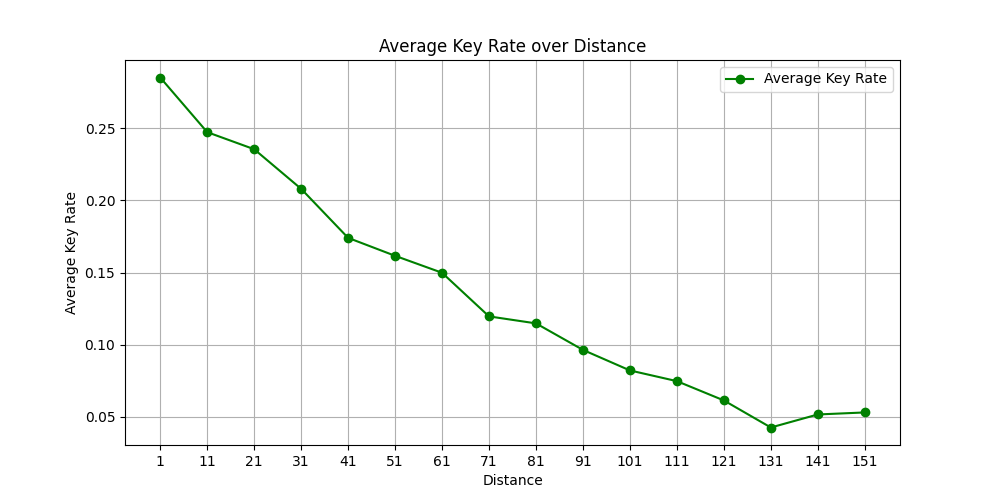 Average Key Rate over Distance
Average Key Rate
0.25
0.20
0.15
0.10
0.05
Average Key Rate
1 11 21 31 41 51 61 71 81 91 101 111 121 131 141 151
Distance